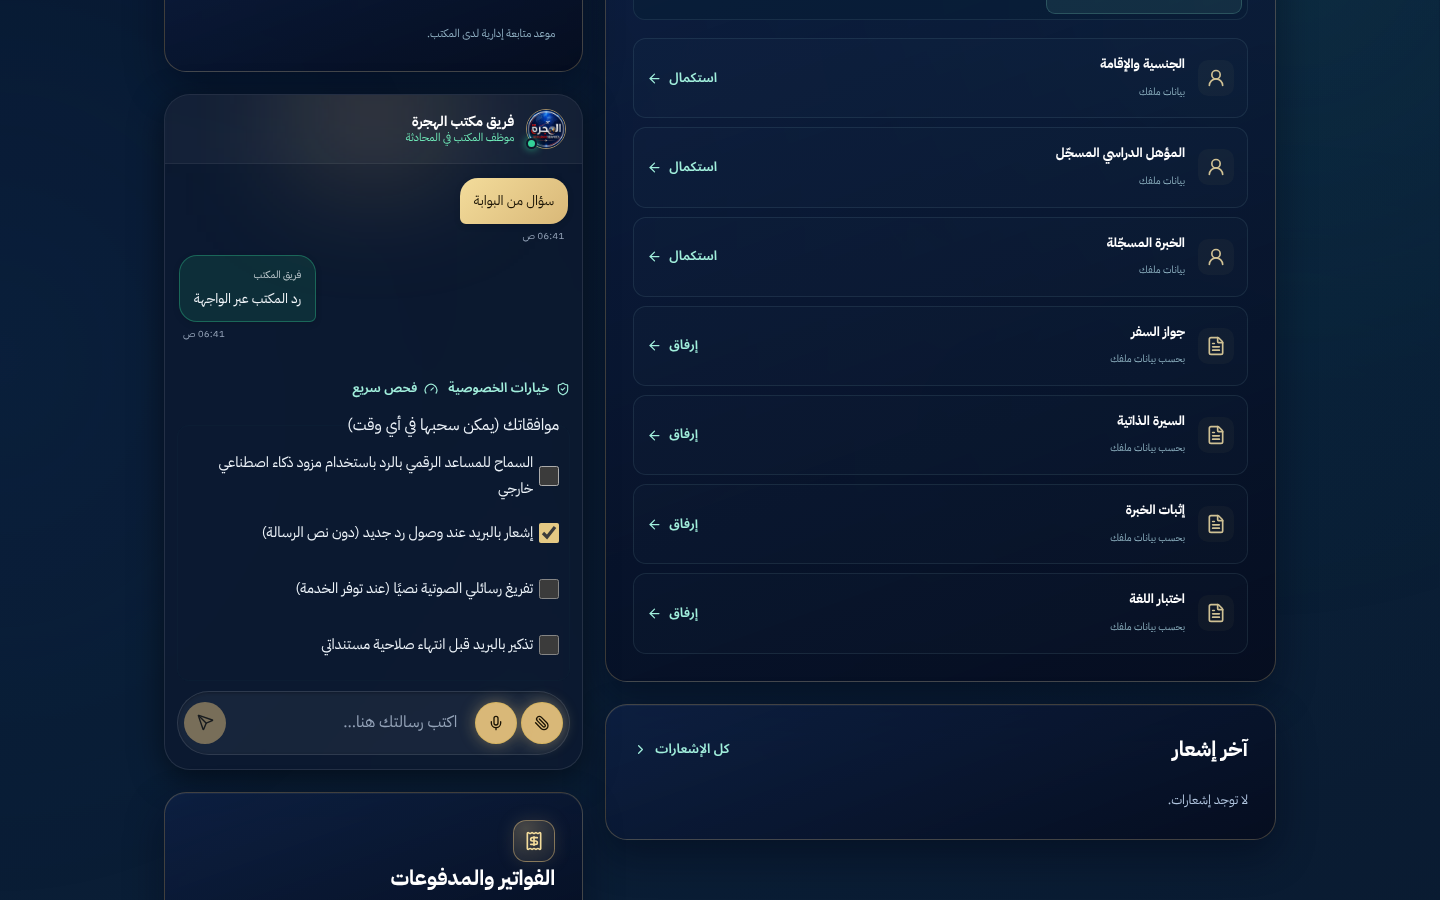 الجنسية والإقامة
بيانات ملفك
استكمال
المؤهل الدراسي المسجّل
بيانات ملفك
استكمال
الخبرة المسجّلة
بيانات ملفك
استكمال
جواز السفر
بحسب بيانات ملفك
إرفاق
السيرة الذاتية
بحسب بيانات ملفك
إرفاق
إثبات الخبرة
بحسب بيانات ملفك
إرفاق
اختبار اللغة
بحسب بيانات ملفك
إرفاق
آخر إشعار
كل الإشعارات
لا توجد إشعارات.
موعد متابعة إدارية لدى المكتب.
الهجرة
فريق مكتب الهجرة
موظف المكتب في المحادثة
سؤال من البوابة
06:41 ص
فريق المكتب
رد المكتب عبر الواجهة
06:41 ص
خيارات الخصوصية
فحص سريع
موافقاتك (يمكن سحبها في أي وقت)
السماح للمساعد الرقمي بالرد باستخدام مزود ذكاء اصطناعي
خارجي
إشعار بالبريد عند وصول رد جديد (دون نص الرسالة)
تفريغ رسائلي الصوتية نصيًا (عند توفر الخدمة)
تذكير بالبريد قبل انتهاء صلاحية مستنداتي
اكتب رسالتك هنا...
الفواتير والمدفوعات